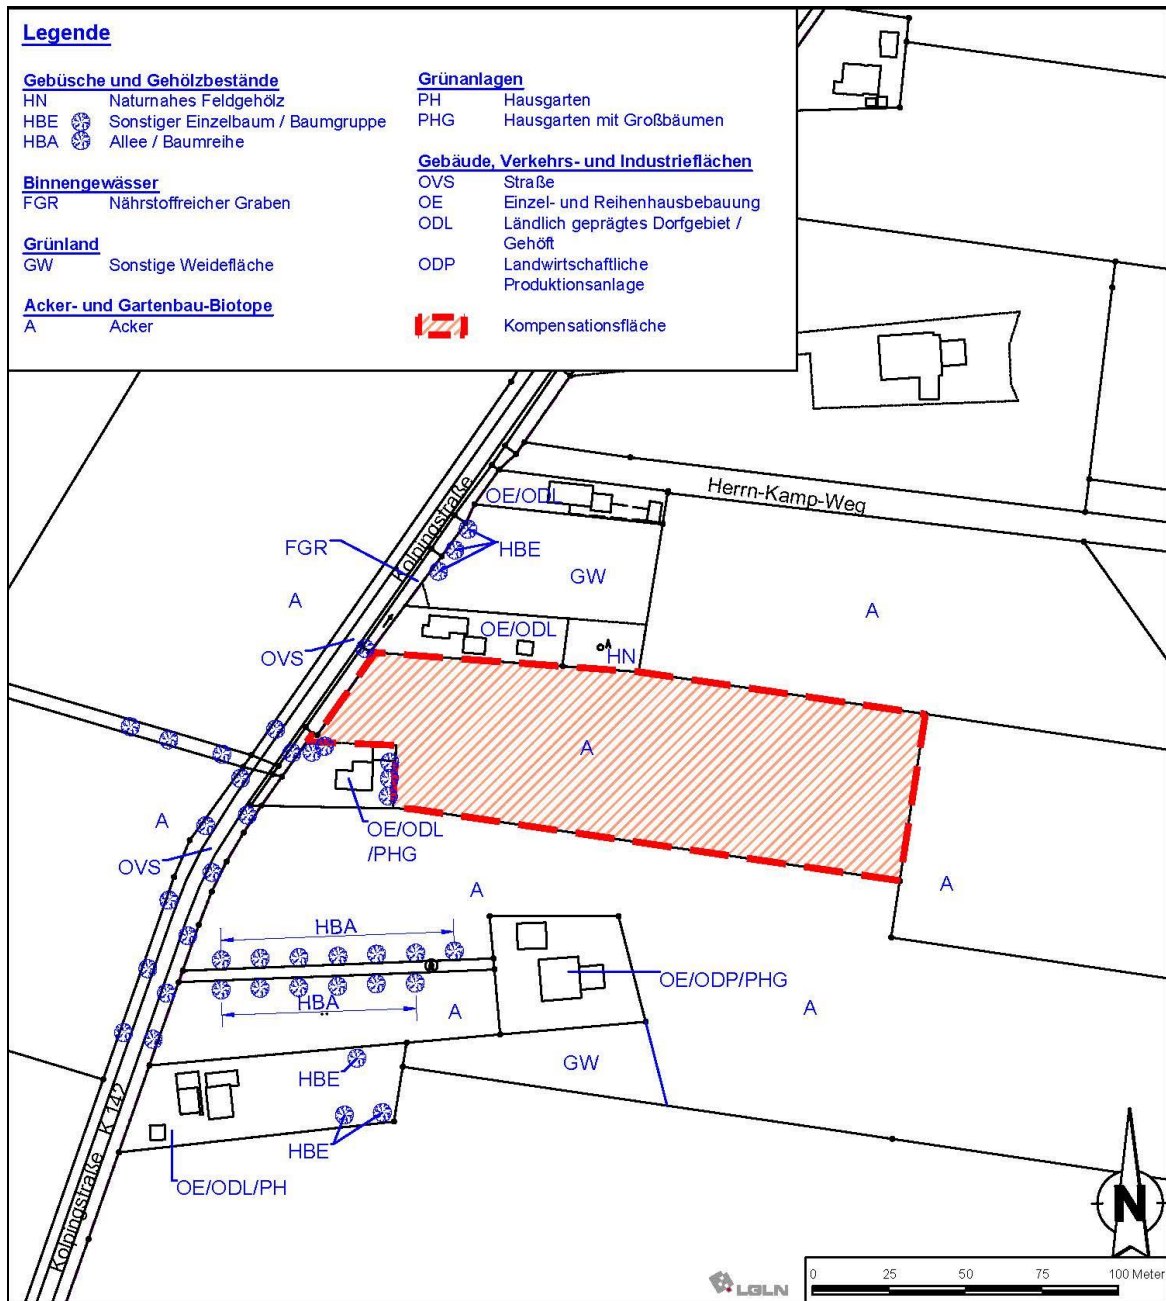 Legende
Gebüsche und Gehölzbestände
HN Naturnahes Feldgehölz
HBE Sonstiger Einzelbaum / Baumgruppe
HBA Allee / Baumreihe
Binnengewässer
FGR Nährstoffreicher Graben
Grünland
GW Sonstige Weidefläche
Acker- und Gartenbau-Biotope
A Acker
Grünanlagen
PH Hausgarten
PHG Hausgarten mit Großbäumen
Gebäude, Verkehrs- und Industrieflächen
OVS Straße
OE Einzel- und Reihenhausbebauung
ODL Ländlich geprägtes Dorfgebiet /
Gehöft
ODP Landwirtschaftliche
Produktionsanlage
Kompensationsfläche
Herrn-Kamp-Weg
OE/ODL
Kolpingstraße
FGR
HBE
GW
A
A
OE/ODL
OVS
HN
A
A
OE/ODL
/PHG
OVS
A
A
HBA
OE/ODP/PHG
HBA
A
A
GW
HBE
HBE
OE/ODL/PH
Kolpingstraße K 142
N
0 25 50 75 100 Meter
LGLN